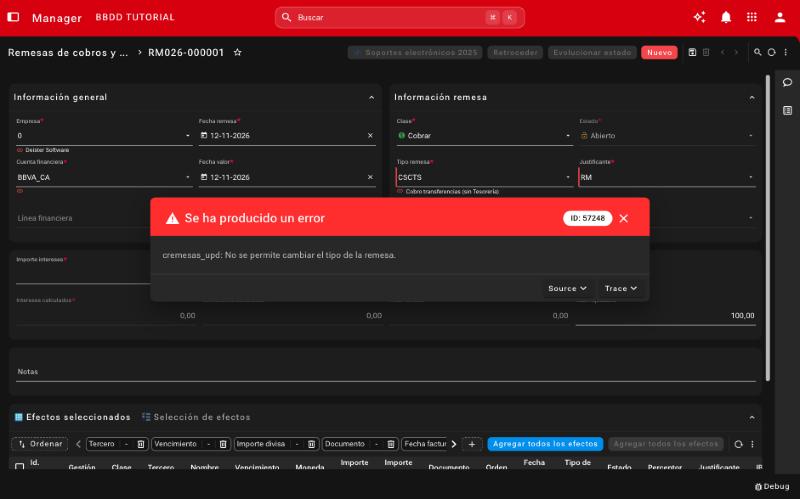 Manager BBDD TUTORIAL Buscar ⌘ K
Remesas de cobros y ... > RM026-000001 Soportes electrónicos 2025 Retroceder Evolucionar estado Nuevo
Información general Información remesa
Empresa* Fecha remesa* Clase* Estado*
0 12-11-2026 Cobrar Abierto
Deister Software
Cuenta financiera* Fecha valor* Tipo remesa* Justificante*
BBVA_CA 12-11-2026 CSCTS RM
Cobro transferencias (sin Tesorería)
Línea financiera
Se ha producido un error ID: 57248
cremesas_upd: No se permite cambiar el tipo de la remesa.
Source Trace
Importe intereses*
Intereses calculados*
0,00 0,00 0,00 100,00
Notas
Efectos seleccionados Selección de efectos
Ordenar Tercero - Vencimiento - Importe divisa - Documento - Fecha factur Agregar todos los efectos Agregar todos los efectos
Id. Gestión Clase Tercero Nombre Vencimiento Moneda Importe Importe Documento Orden Fecha Tipo de Estado Perceptor Justificante
Debug